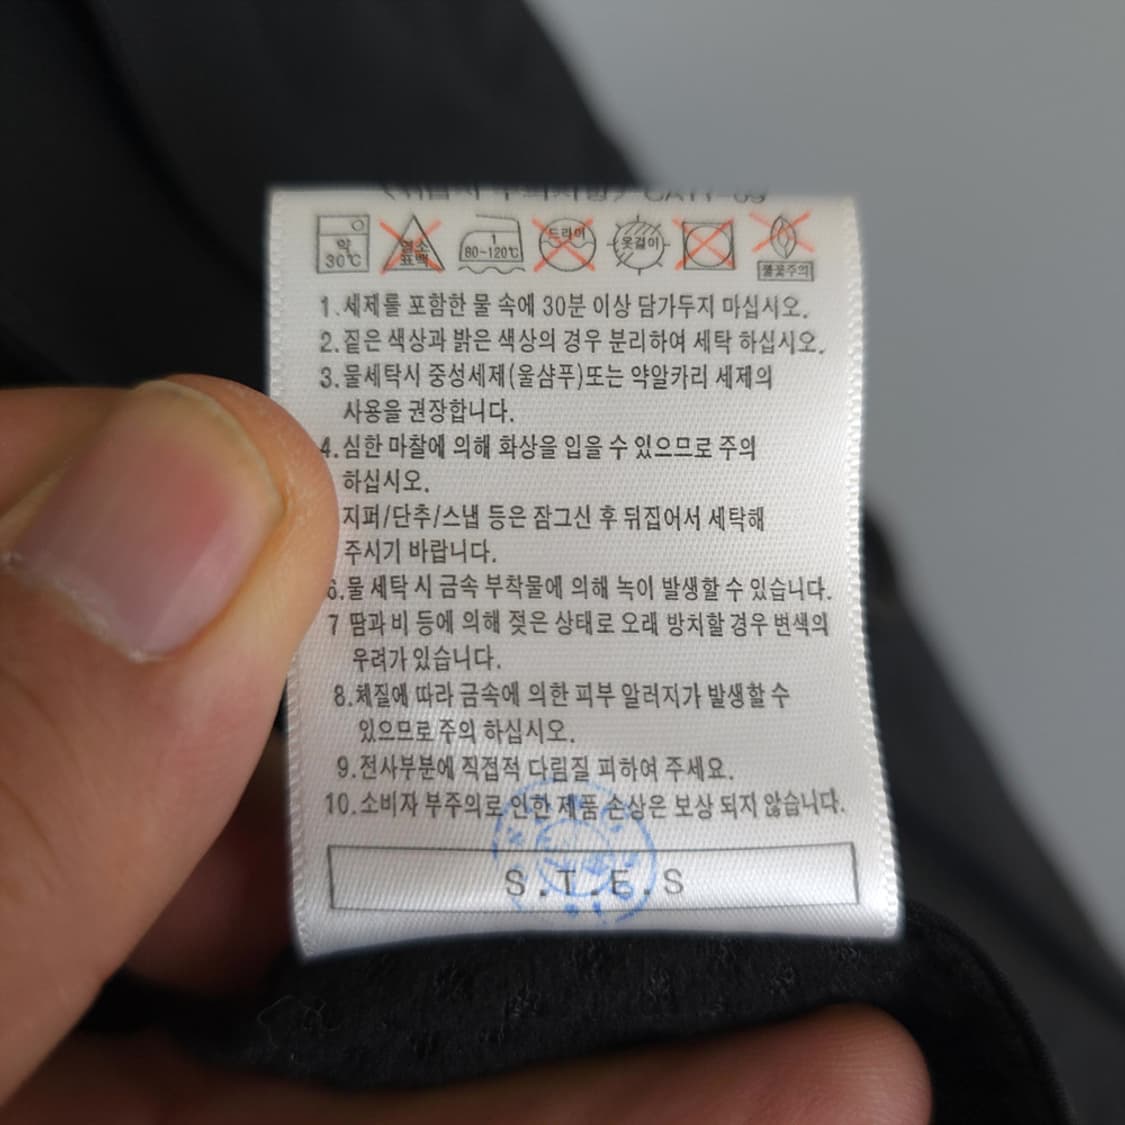 약
30℃
염소
표백
1
80~120℃
드라이
옷걸이
불꽃주의
1.세제를 포함한 물 속에 30분 이상 담가두지 마십시오.
2.짙은 색상과 밝은 색상의 경우 분리하여 세탁 하십시오.
3.물세탁시 중성세제(울샴푸)또는 약알카리 세제의
사용을 권장합니다.
4.심한 마찰에 의해 화상을 입을 수 있으므로 주의
하십시오.
지퍼/단추/스냅 등은 잠그신 후 뒤집어서 세탁해
주시기 바랍니다.
6.물 세탁 시 금속 부착물에 의해 녹이 발생할 수 있습니다.
7 땀과 비 등에 의해 젖은 상태로 오래 방치할 경우 변색의
우려가 있습니다.
8.체질에 따라 금속에 의한 피부 알러지가 발생할 수
있으므로 주의 하십시오.
9.전사부분에 직접적 다림질 피하여 주세요.
10.소비자 부주의로 인한 제품 손상은 보상 되지 않습니다.
S.T.E.S